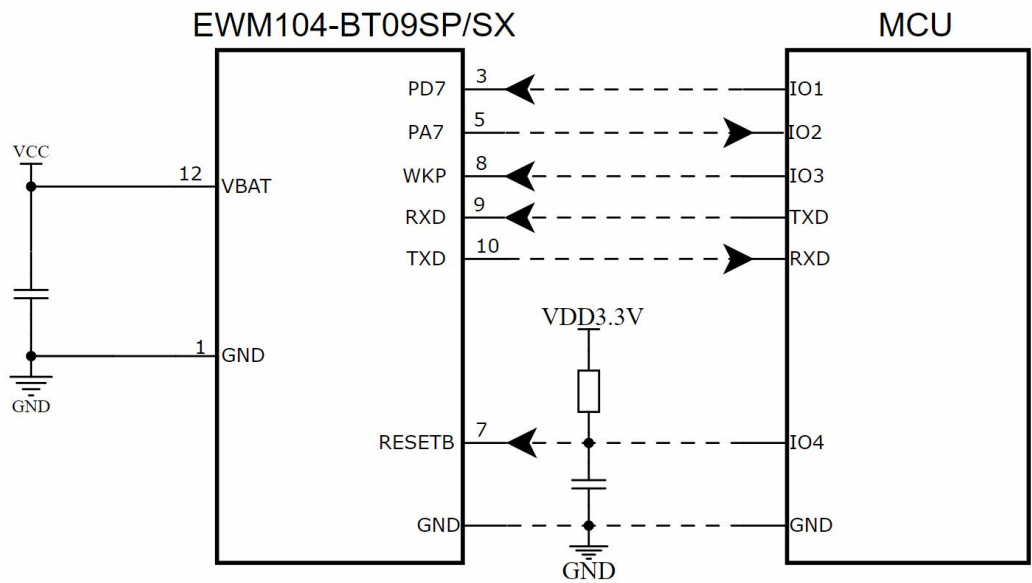 EWM104-BT09SP/SX
MCU
PD7 3 IO1
PA7 5 IO2
VCC
12 VBAT
WKP 8 IO3
RXD 9 TXD
TXD 10 RXD
VDD3.3V
1 GND
GND
RESETB 7 IO4
GND GND
GND